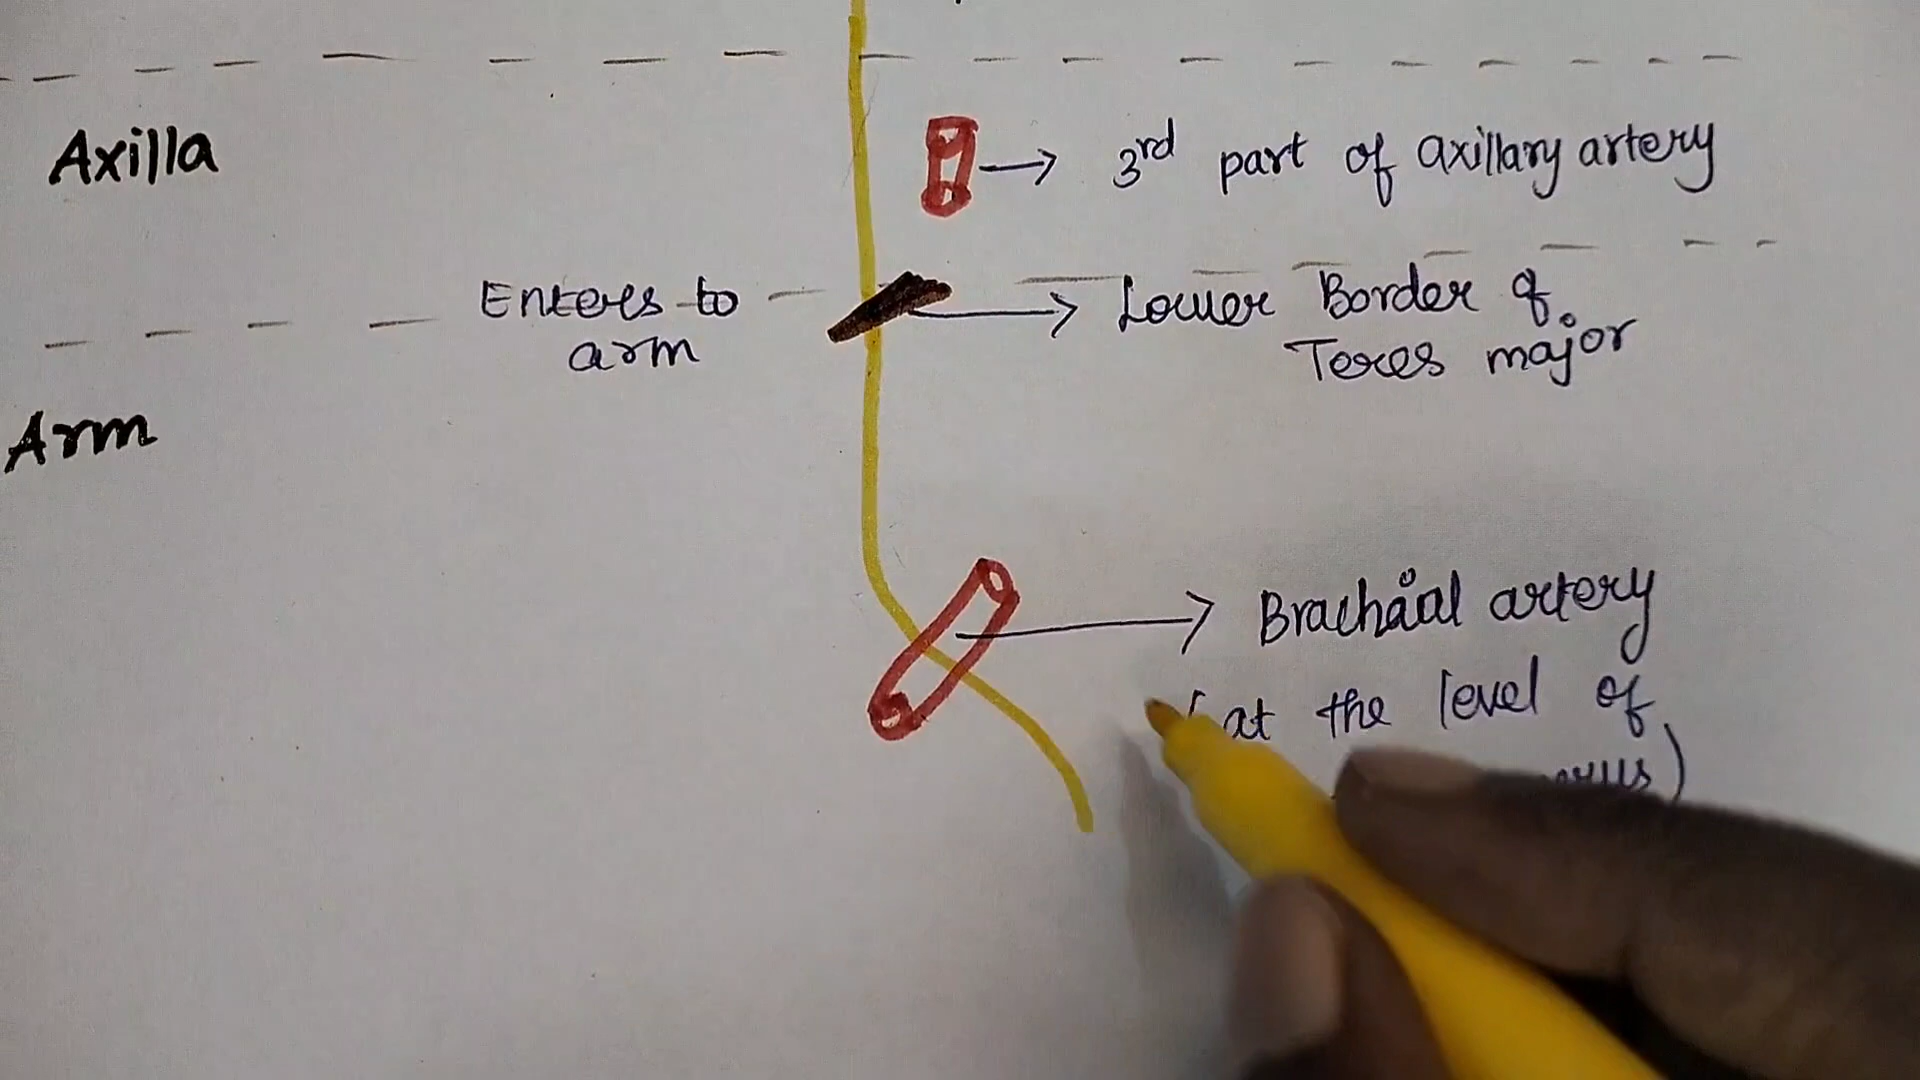 Axilla
3rd part of axillary artery
Enters to
arm
Lower Border of
Teres major
Arm
Brachial artery
(at the level of